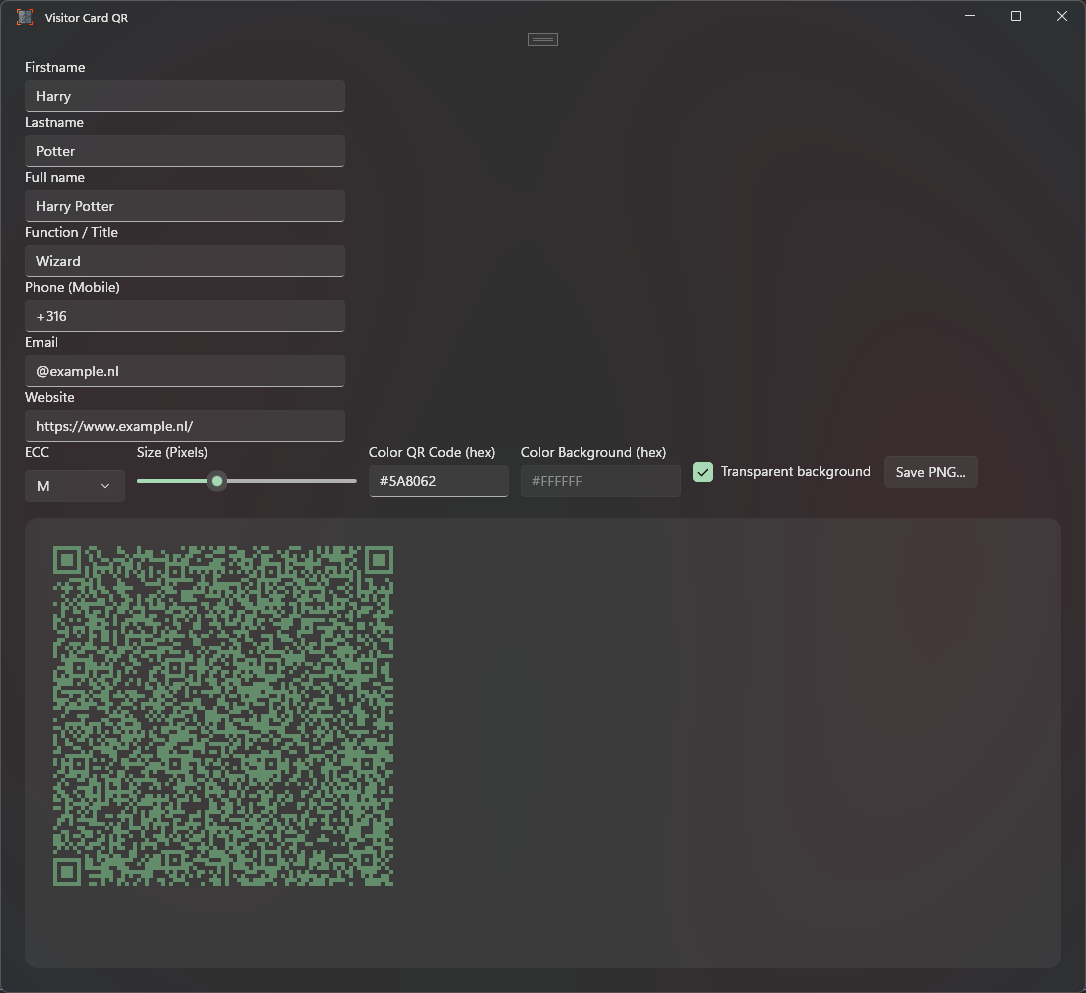 Visitor Card QR
Firstname
Harry
Lastname
Potter
Full name
Harry Potter
Function / Title
Wizard
Phone (Mobile)
+316
Email
@example.nl
Website
https://www.example.nl/
ECC Size (Pixels) Color QR Code (hex) Color Background (hex)
M #5A8062 #FFFFFF Transparent background Save PNG...